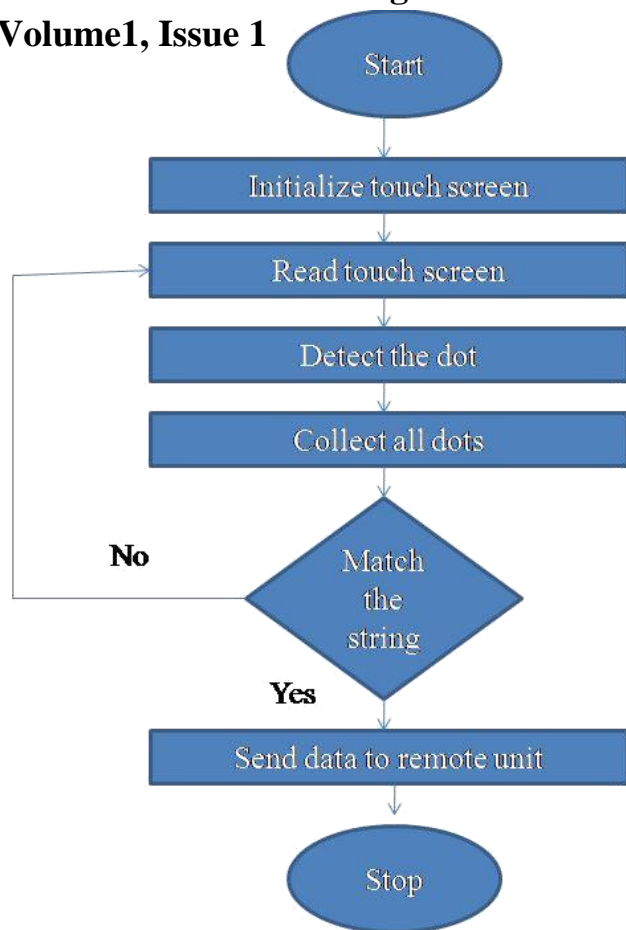 Volume1, Issue 1
Start
Initialize touch screen
Read touch screen
Detect the dot
Collect all dots
No
Match
the
string
Yes
Send data to remote unit
Stop